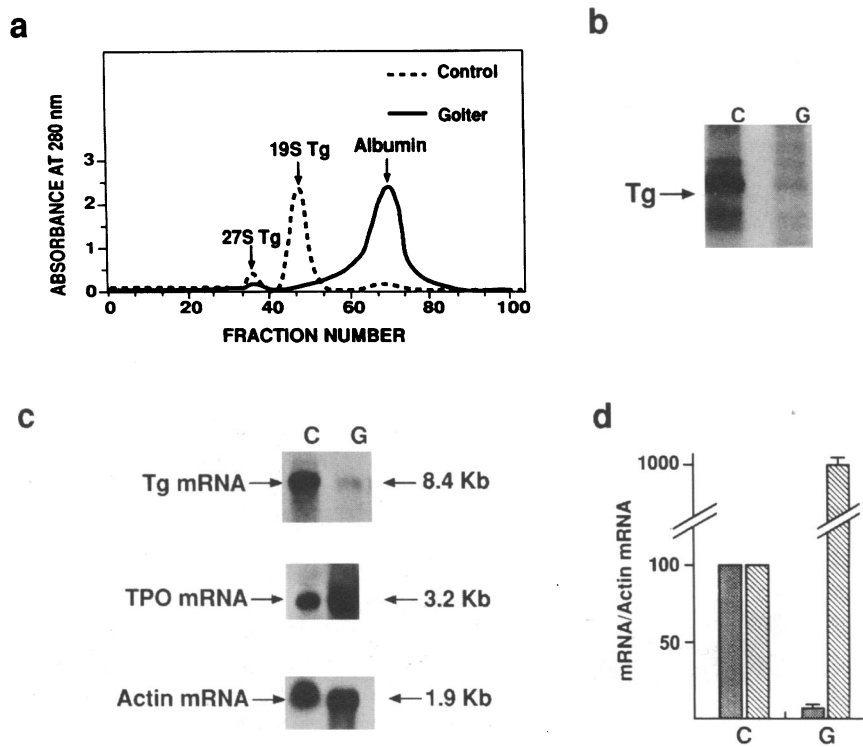 a
Control
Goiter
19S Tg
Albumin
27S Tg
ABSORBANCE AT 280 nm
3
2
1
0
0 20 40 60 80 100
FRACTION NUMBER
b
C G
Tg
c
C G
Tg mRNA 8.4 Kb
TPO mRNA 3.2 Kb
Actin mRNA 1.9 Kb
d
mRNA/Actin mRNA
1000
100
50
C G